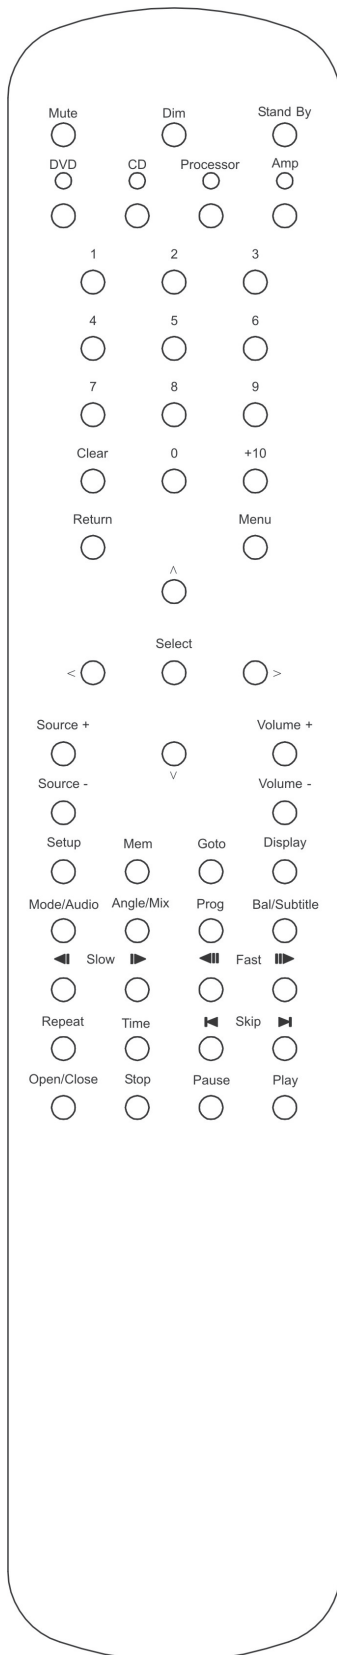 Mute Dim Stand By
DVD CD Processor Amp
1 2 3
4 5 6
7 8 9
Clear 0 +10
Return Menu
^
Select
< >
Source + Volume +
v
Source - Volume -
Setup Mem Goto Display
Mode/Audio Angle/Mix Prog Bal/Subtitle
Slow Fast
Repeat Time Skip
Open/Close Stop Pause Play